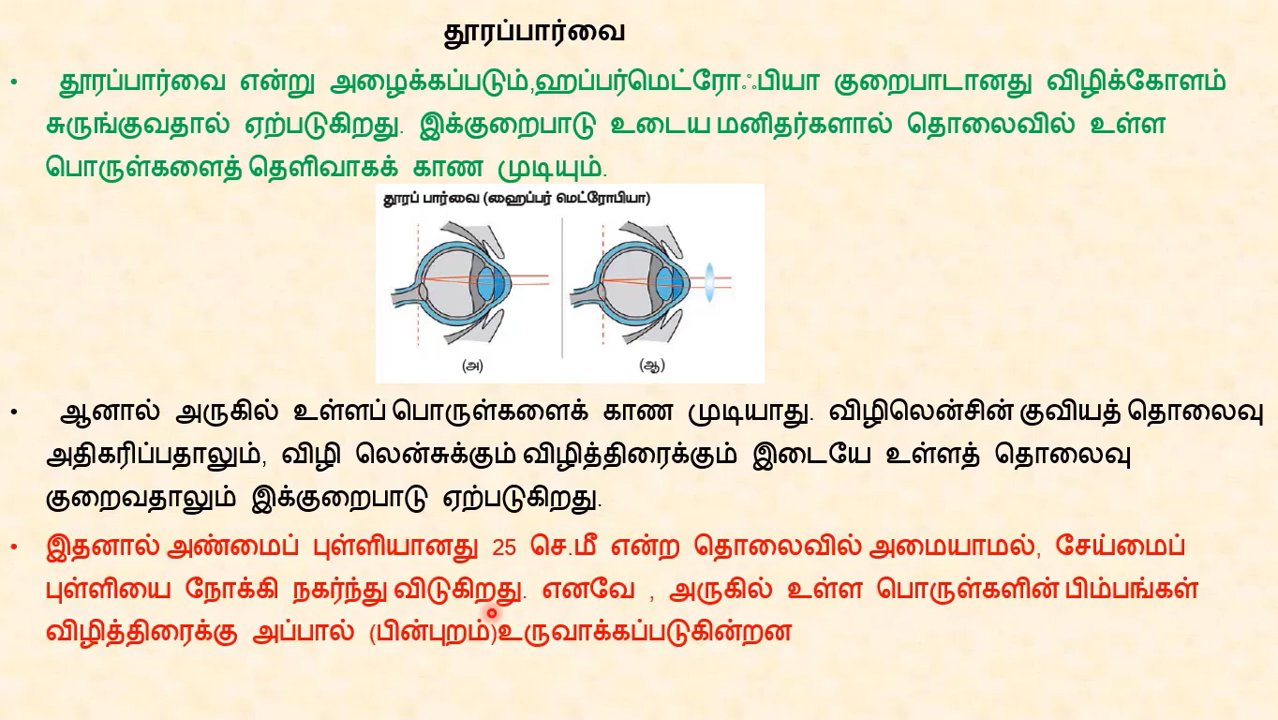 தூரப்பார்வை
• தூரப்பார்வை என்று அழைக்கப்படும்,ஹப்பர்மெட்ரோஃபியா குறைபாடானது விழிக்கோளம்
சுருங்குவதால் ஏற்படுகிறது. இக்குறைபாடு உடைய மனிதர்களால் தொலைவில் உள்ள
பொருள்களைத் தெளிவாகக் காண முடியும்.
தூரப் பார்வை (ஹைப்பர் மெட்ரோபியா)
(அ) (ஆ)
• ஆனால் அருகில் உள்ளப் பொருள்களைக் காண முடியாது. விழிலென்சின் குவியத் தொலைவு
அதிகரிப்பதாலும், விழி லென்சுக்கும் விழித்திரைக்கும் இடையே உள்ளத் தொலைவு
குறைவதாலும் இக்குறைபாடு ஏற்படுகிறது.
• இதனால் அண்மைப் புள்ளியானது 25 செ.மீ என்ற தொலைவில் அமையாமல், சேய்மைப்
புள்ளியை நோக்கி நகர்ந்து விடுகிறது. எனவே , அருகில் உள்ள பொருள்களின் பிம்பங்கள்
விழித்திரைக்கு அப்பால் (பின்புறம்)உருவாக்கப்படுகின்றன